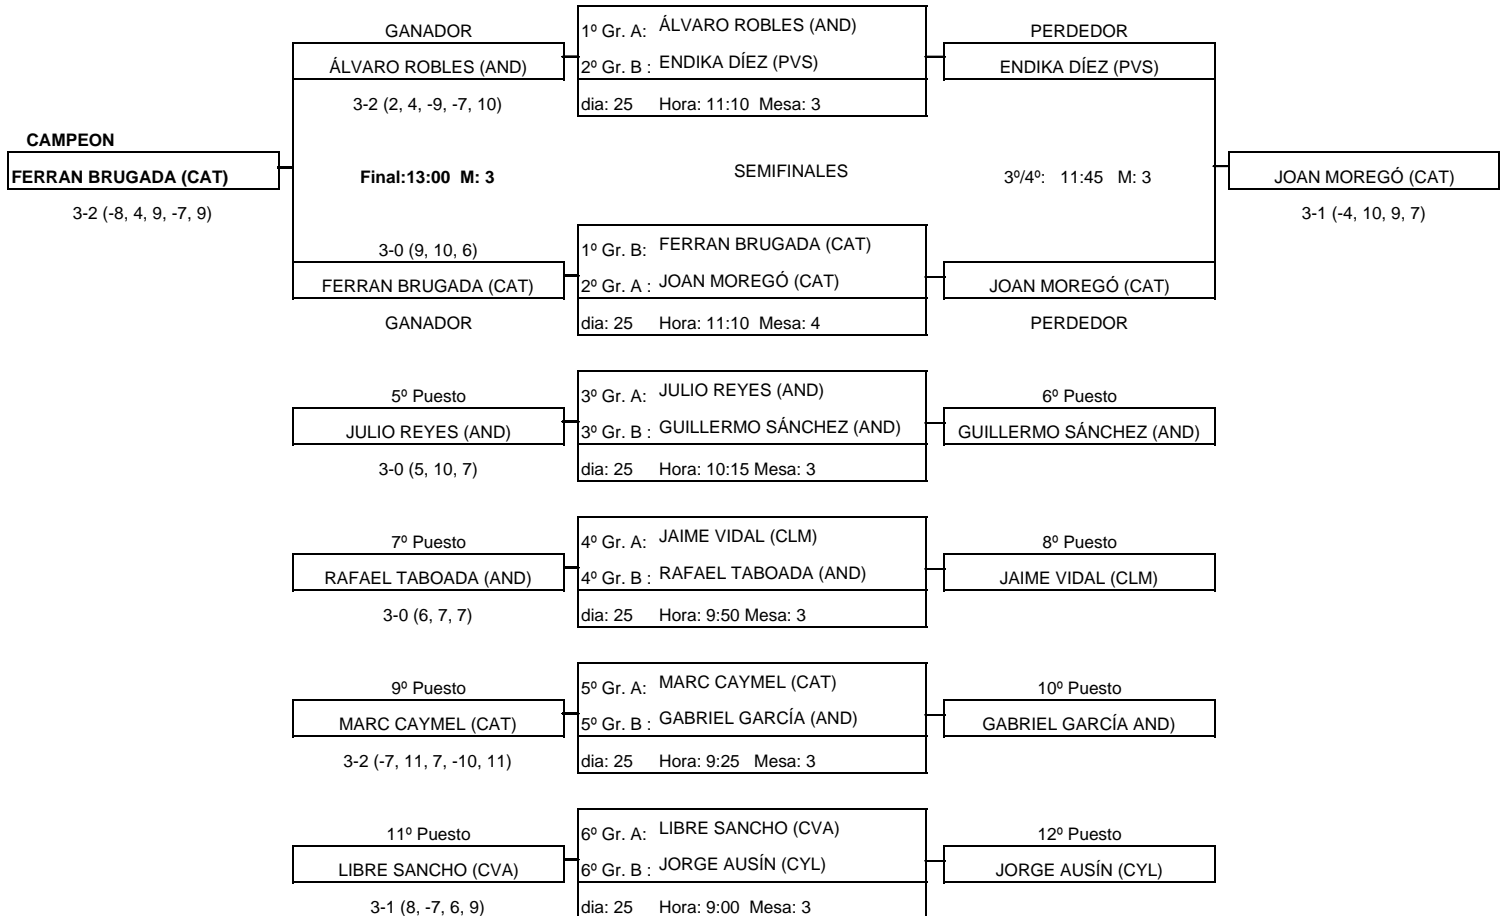 GANADOR
1º Gr. A: ÁLVARO ROBLES (AND)
PERDEDOR
ÁLVARO ROBLES (AND)
2º Gr. B : ENDIKA DÍEZ (PVS)
ENDIKA DÍEZ (PVS)
3-2 (2, 4, -9, -7, 10)
dia: 25 Hora: 11:10 Mesa: 3
CAMPEON
FERRAN BRUGADA (CAT)
Final:13:00 M: 3
SEMIFINALES
3º/4º: 11:45 M: 3
JOAN MOREGÓ (CAT)
3-2 (-8, 4, 9, -7, 9)
3-1 (-4, 10, 9, 7)
3-0 (9, 10, 6)
1º Gr. B: FERRAN BRUGADA (CAT)
FERRAN BRUGADA (CAT)
2º Gr. A : JOAN MOREGÓ (CAT)
JOAN MOREGÓ (CAT)
GANADOR
dia: 25 Hora: 11:10 Mesa: 4
PERDEDOR
5º Puesto
3º Gr. A: JULIO REYES (AND)
6º Puesto
JULIO REYES (AND)
3º Gr. B : GUILLERMO SÁNCHEZ (AND)
GUILLERMO SÁNCHEZ (AND)
3-0 (5, 10, 7)
dia: 25 Hora: 10:15 Mesa: 3
7º Puesto
4º Gr. A: JAIME VIDAL (CLM)
8º Puesto
RAFAEL TABOADA (AND)
4º Gr. B : RAFAEL TABOADA (AND)
JAIME VIDAL (CLM)
3-0 (6, 7, 7)
dia: 25 Hora: 9:50 Mesa: 3
9º Puesto
5º Gr. A: MARC CAYMEL (CAT)
10º Puesto
MARC CAYMEL (CAT)
5º Gr. B : GABRIEL GARCÍA (AND)
GABRIEL GARCÍA AND)
3-2 (-7, 11, 7, -10, 11)
dia: 25 Hora: 9:25 Mesa: 3
11º Puesto
6º Gr. A: LIBRE SANCHO (CVA)
12º Puesto
LIBRE SANCHO (CVA)
6º Gr. B : JORGE AUSÍN (CYL)
JORGE AUSÍN (CYL)
3-1 (8, -7, 6, 9)
dia: 25 Hora: 9:00 Mesa: 3